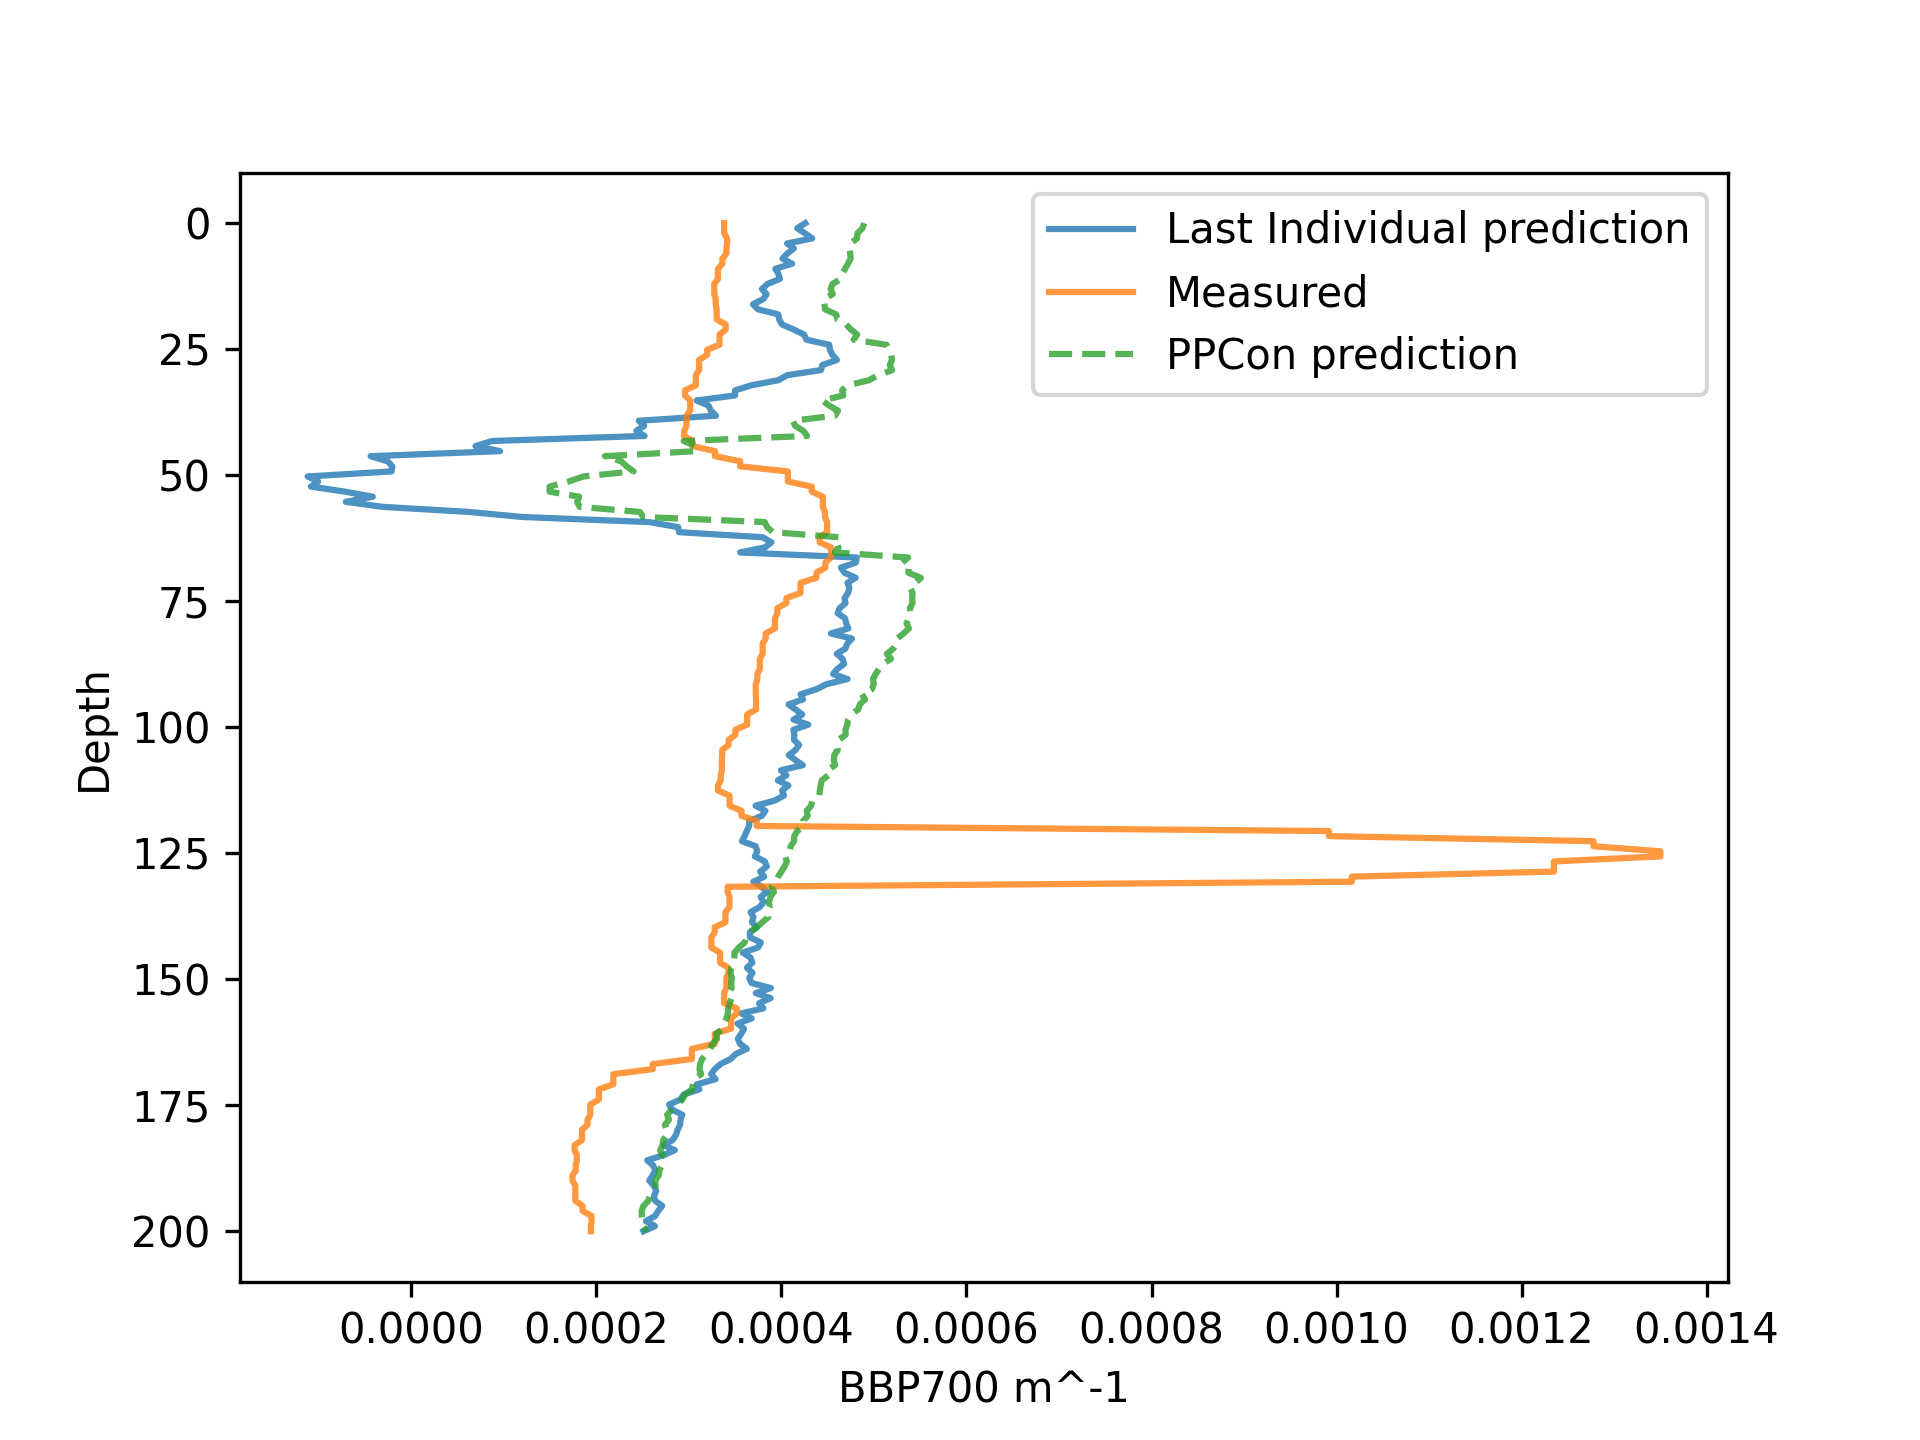 Last Individual prediction
Measured
PPCon prediction
0
25
50
75
100
125
150
175
200
Depth
0.0000 0.0002 0.0004 0.0006 0.0008 0.0010 0.0012 0.0014
BBP700 m^-1